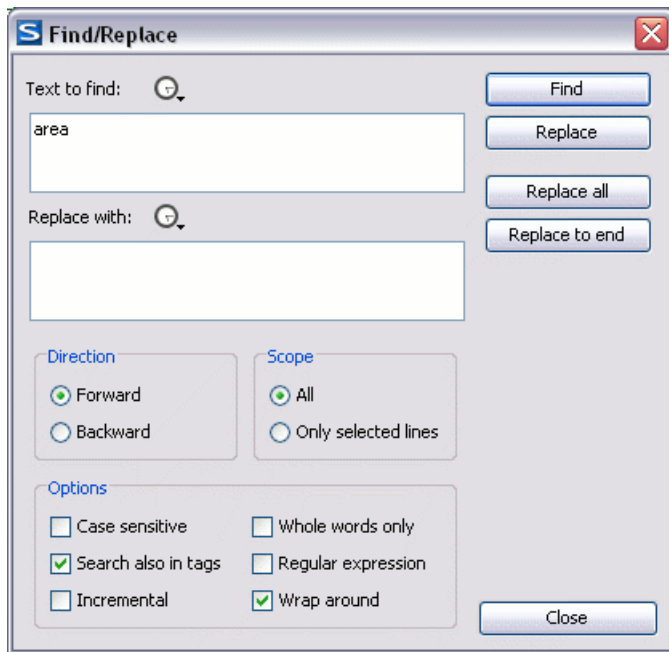 S Find/Replace
Text to find:
Find
area
Replace
Replace all
Replace with:
Replace to end
Direction
Scope
Forward
All
Backward
Only selected lines
Options
Case sensitive
Whole words only
Search also in tags
Regular expression
Incremental
Wrap around
Close